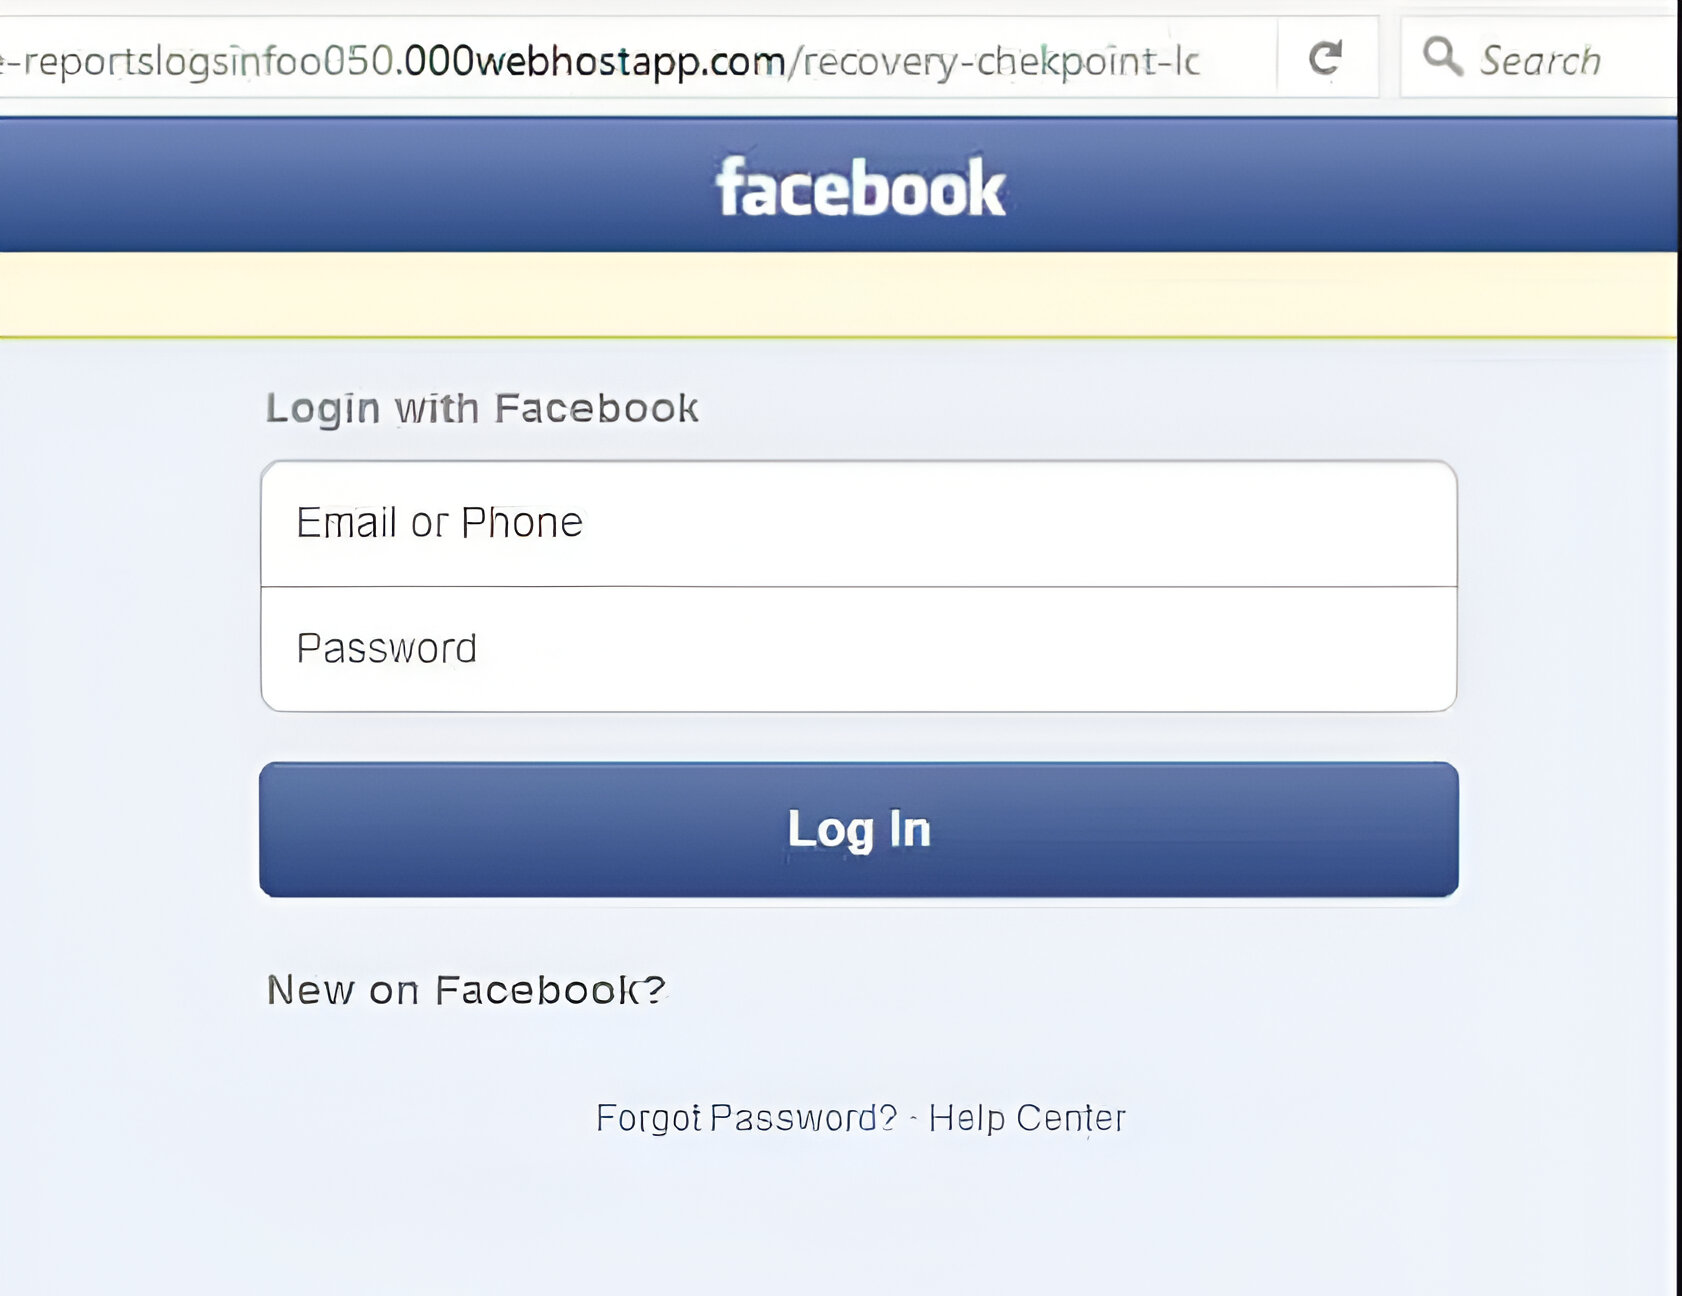 -reportslogsinfoo050.000webhostapp.com/recovery-chekpoint-lc
Search
facebook
Login with Facebook
Email or Phone
Password
Log In
New on Facebook?
Forgot Password? - Help Center